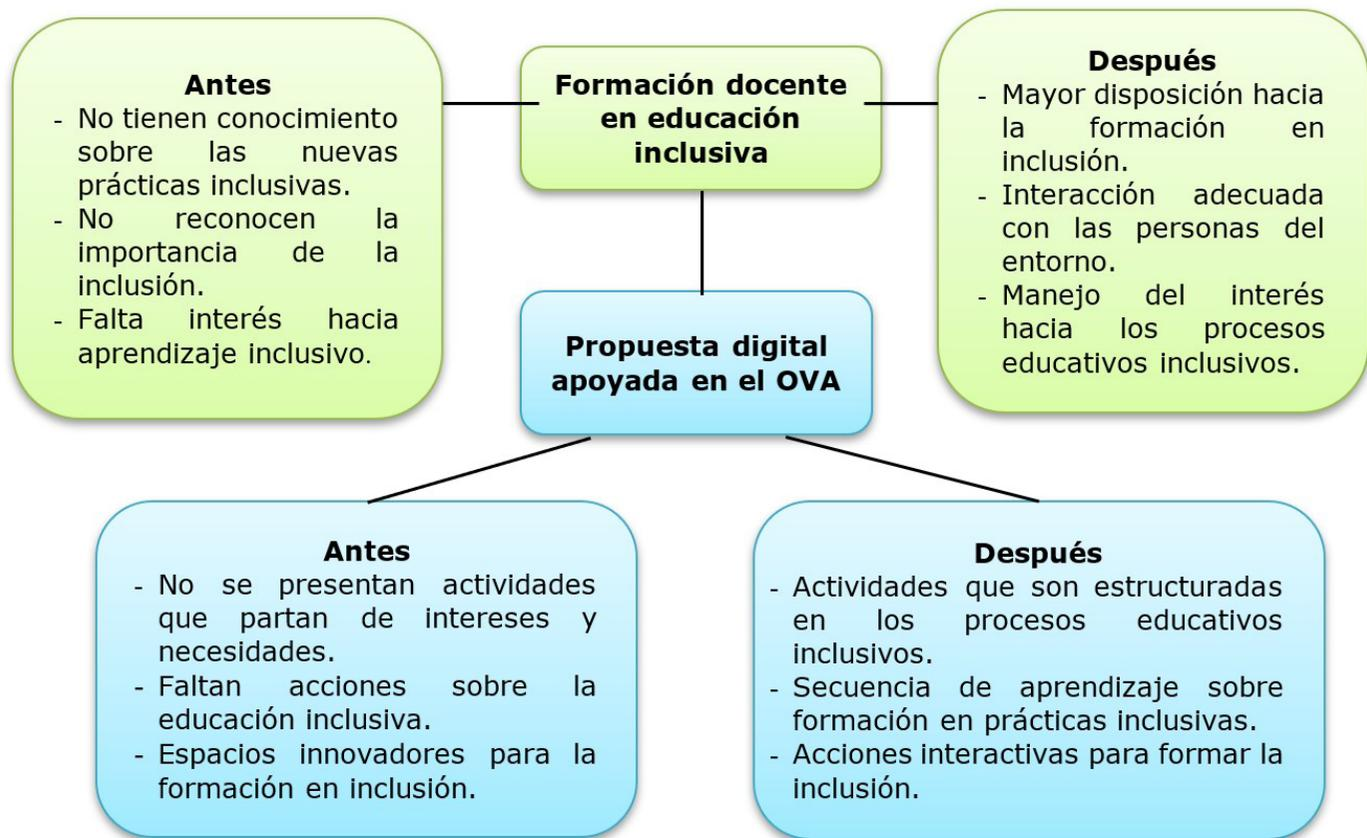 Antes
- No tienen conocimiento
sobre las nuevas
prácticas inclusivas.
- No reconocen la
importancia de la
inclusión.
- Falta interés hacia
aprendizaje inclusivo.
Formación docente
en educación
inclusiva
Después
- Mayor disposición hacia
la formación en
inclusión.
- Interacción adecuada
con las personas del
entorno.
- Manejo del interés
hacia los procesos
educativos inclusivos.
Propuesta digital
apoyada en el OVA
Antes
- No se presentan actividades
que partan de intereses y
necesidades.
- Faltan acciones sobre la
educación inclusiva.
- Espacios innovadores para la
formación en inclusión.
Después
- Actividades que son estructuradas
en los procesos educativos
inclusivos.
- Secuencia de aprendizaje sobre
formación en prácticas inclusivas.
- Acciones interactivas para formar la
inclusión.